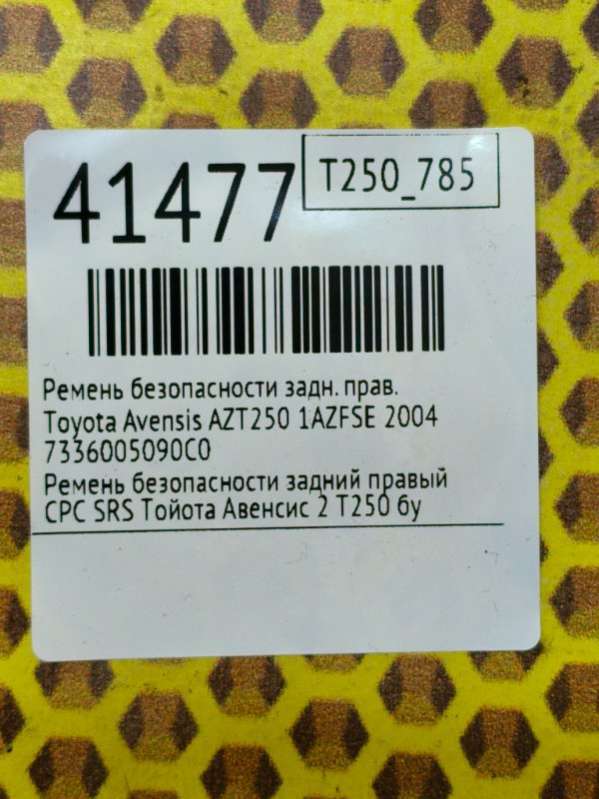 41477
T250_785
Ремень безопасности задн. прав.
Toyota Avensis AZT250 1AZFSE 2004
7336005090C0
Ремень безопасности задний правый
СРС SRS Тойота Авенсис 2 T250 бу